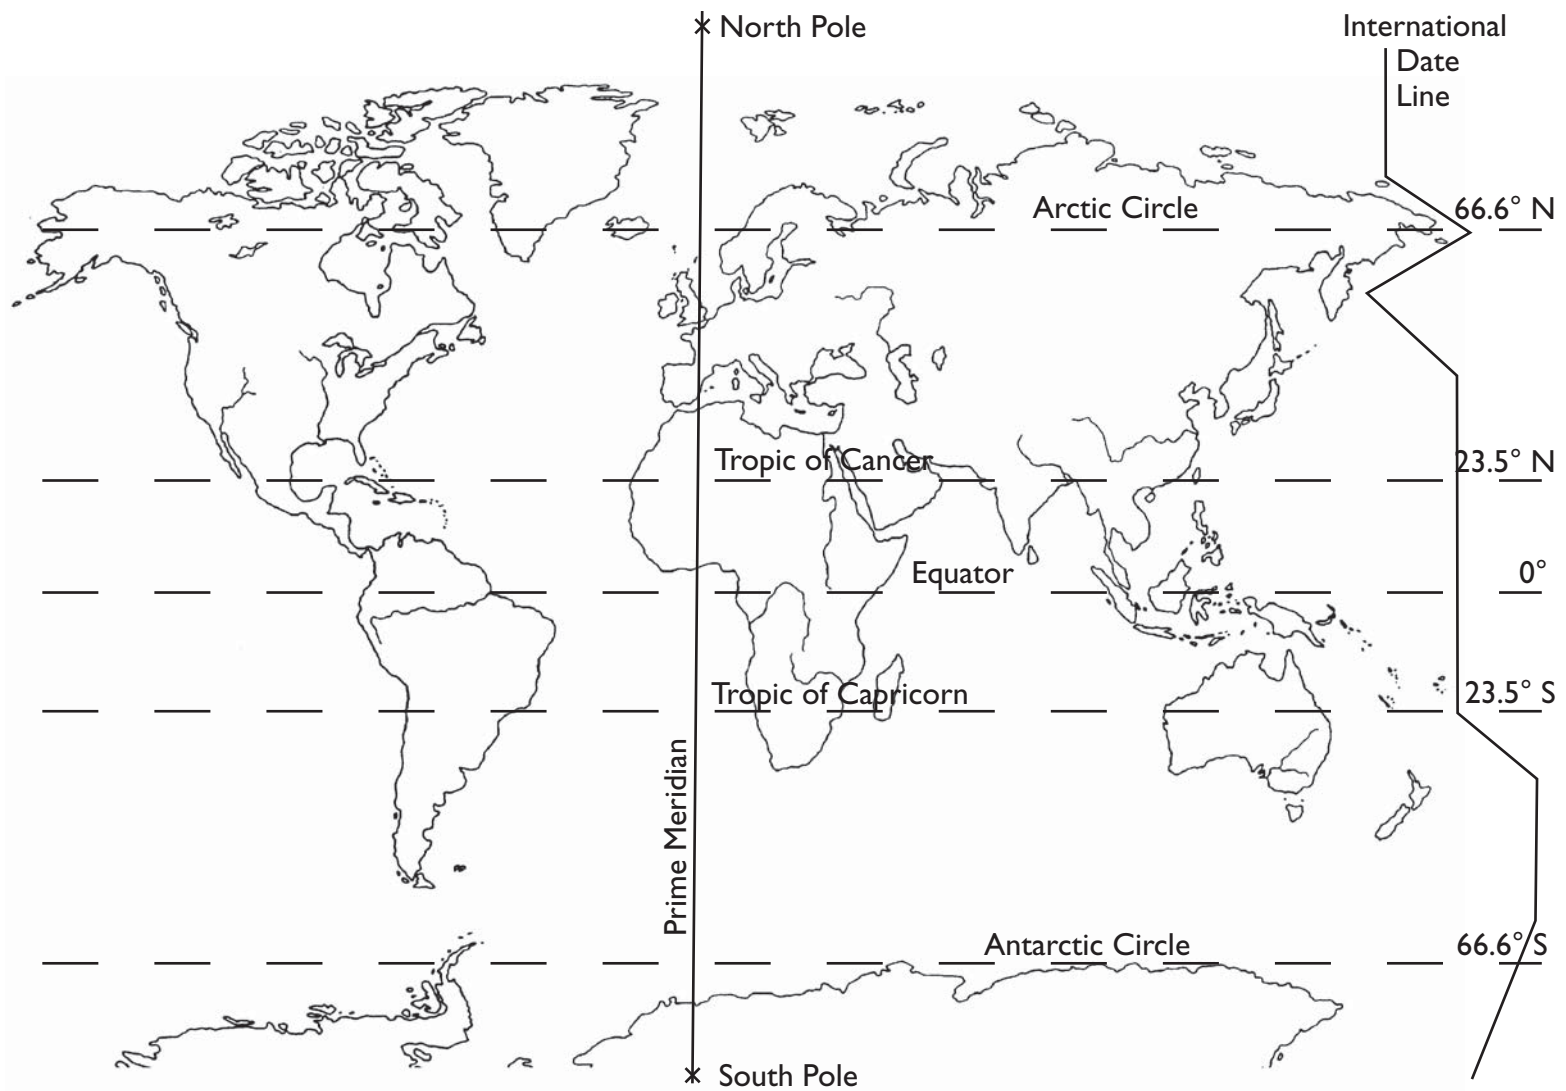 North Pole
International
Date
Line
Arctic Circle
66.6° N
Tropic of Cancer
23.5° N
Equator
0°
Tropic of Capricorn
23.5° S
Prime Meridian
Antarctic Circle
66.6° S
South Pole